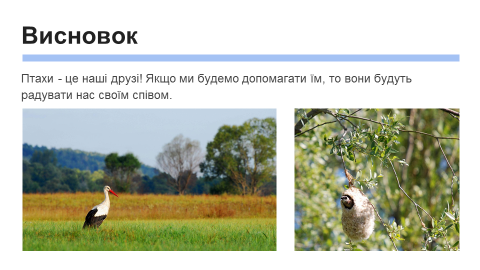 Висновок
Птахи - це наші друзі! Якщо ми будемо допомагати їм, то вони будуть
радувати нас своїм співом.